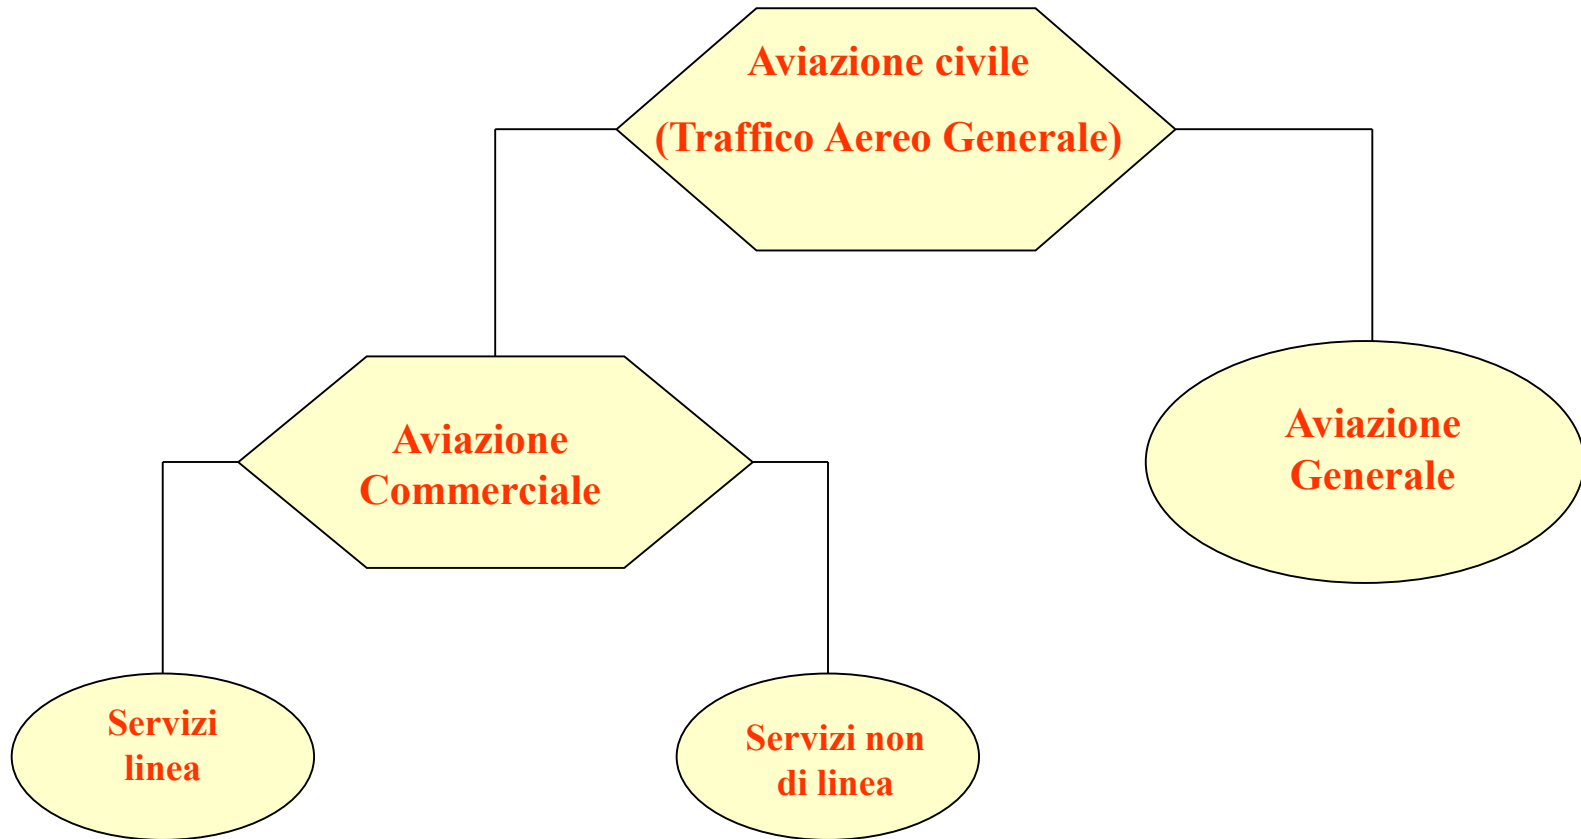 Aviazione civile
(Traffico Aereo Generale)
Aviazione
Commerciale
Aviazione
Generale
Servizi
linea
Servizi non
di linea